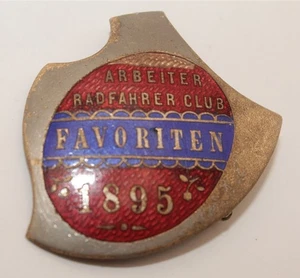 ARBEITER
RADFAHRER CLUB
FAVORITEN
1895